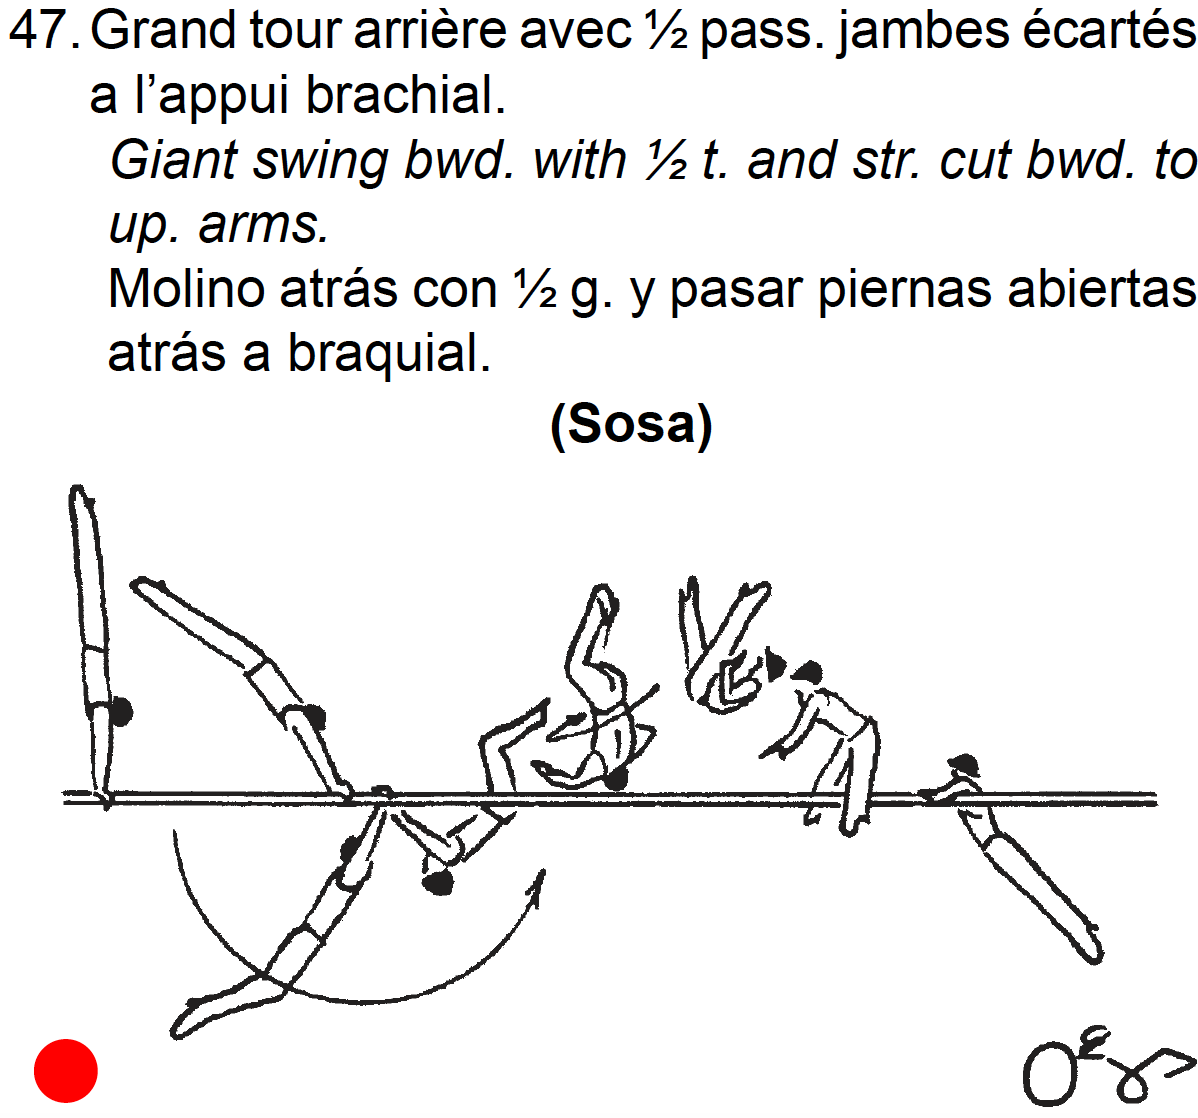 47. Grand tour arrière avec ½ pass. jambes écartés
a l’appui brachial.
Giant swing bwd. with ½ t. and str. cut bwd. to
up. arms.
Molino atrás con ½ g. y pasar piernas abiertas
atrás a braquial.
(Sosa)